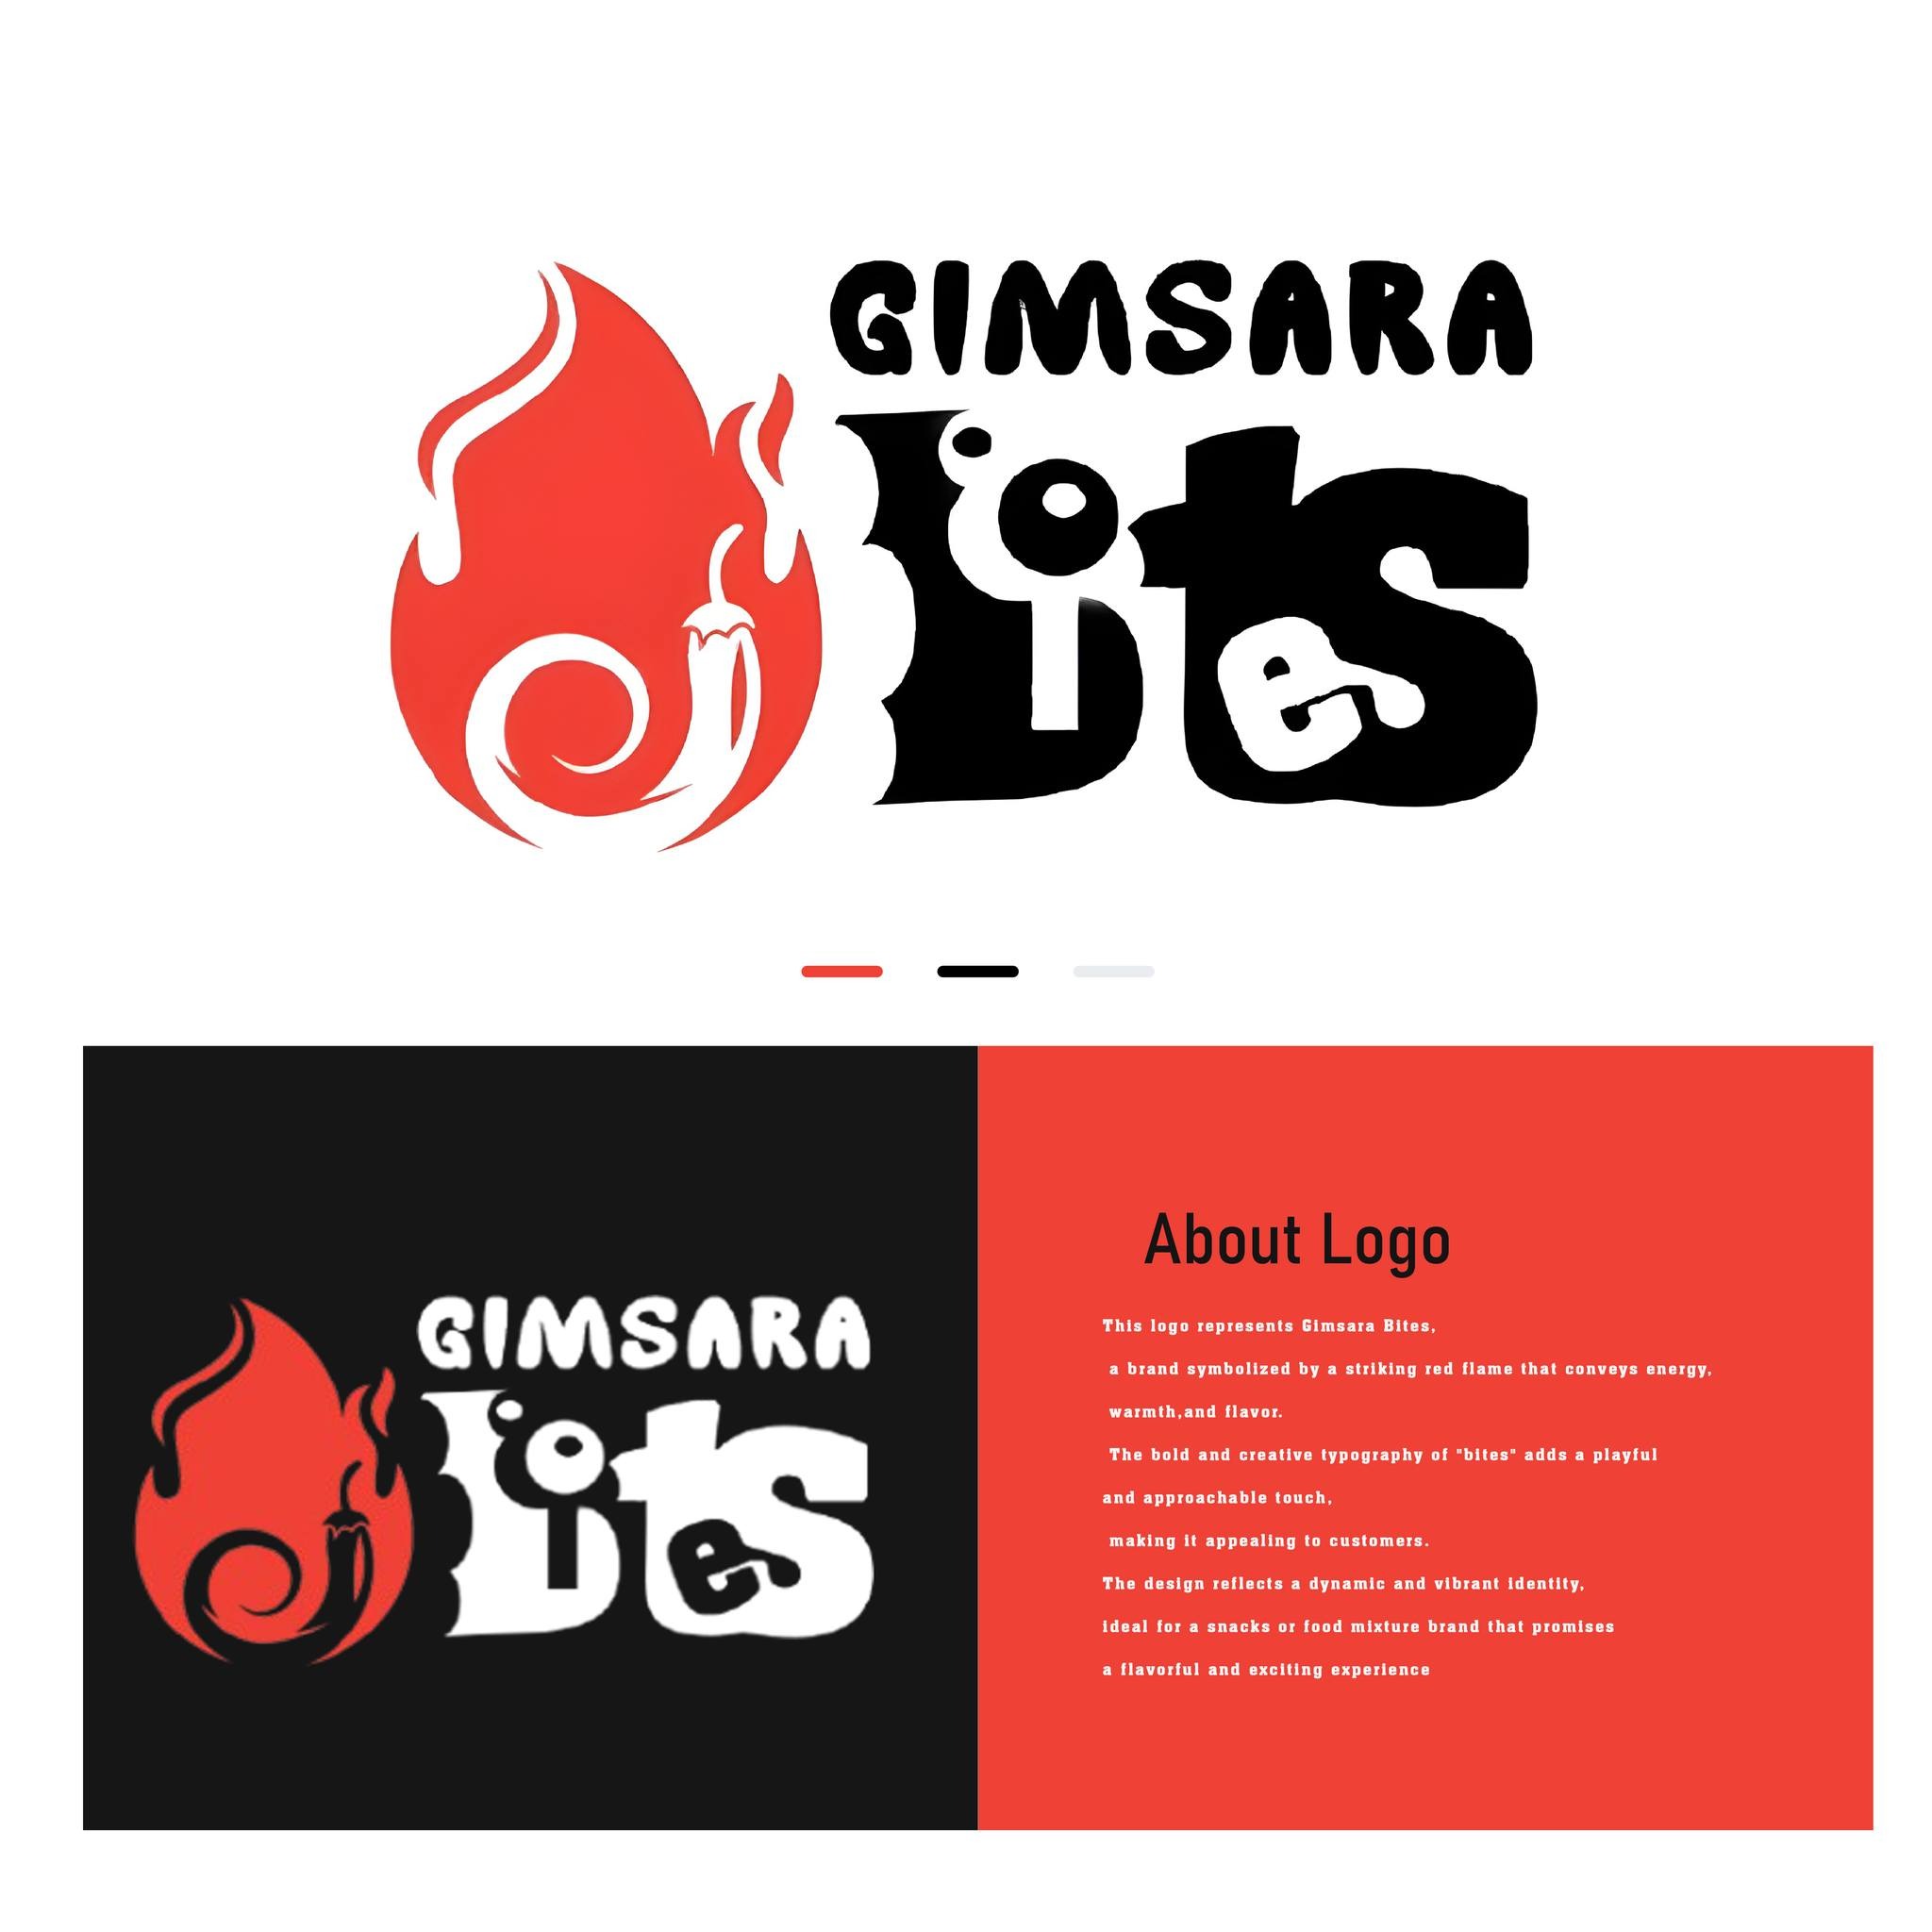 GIMSARA
bites
GIMSARA
bites
About Logo
This logo represents Gimsara Bites,
a brand symbolized by a striking red flame that conveys energy,
warmth,and flavor.
The bold and creative typography of "bites" adds a playful
and approachable touch,
making it appealing to customers.
The design reflects a dynamic and vibrant identity,
ideal for a snacks or food mixture brand that promises
a flavorful and exciting experience